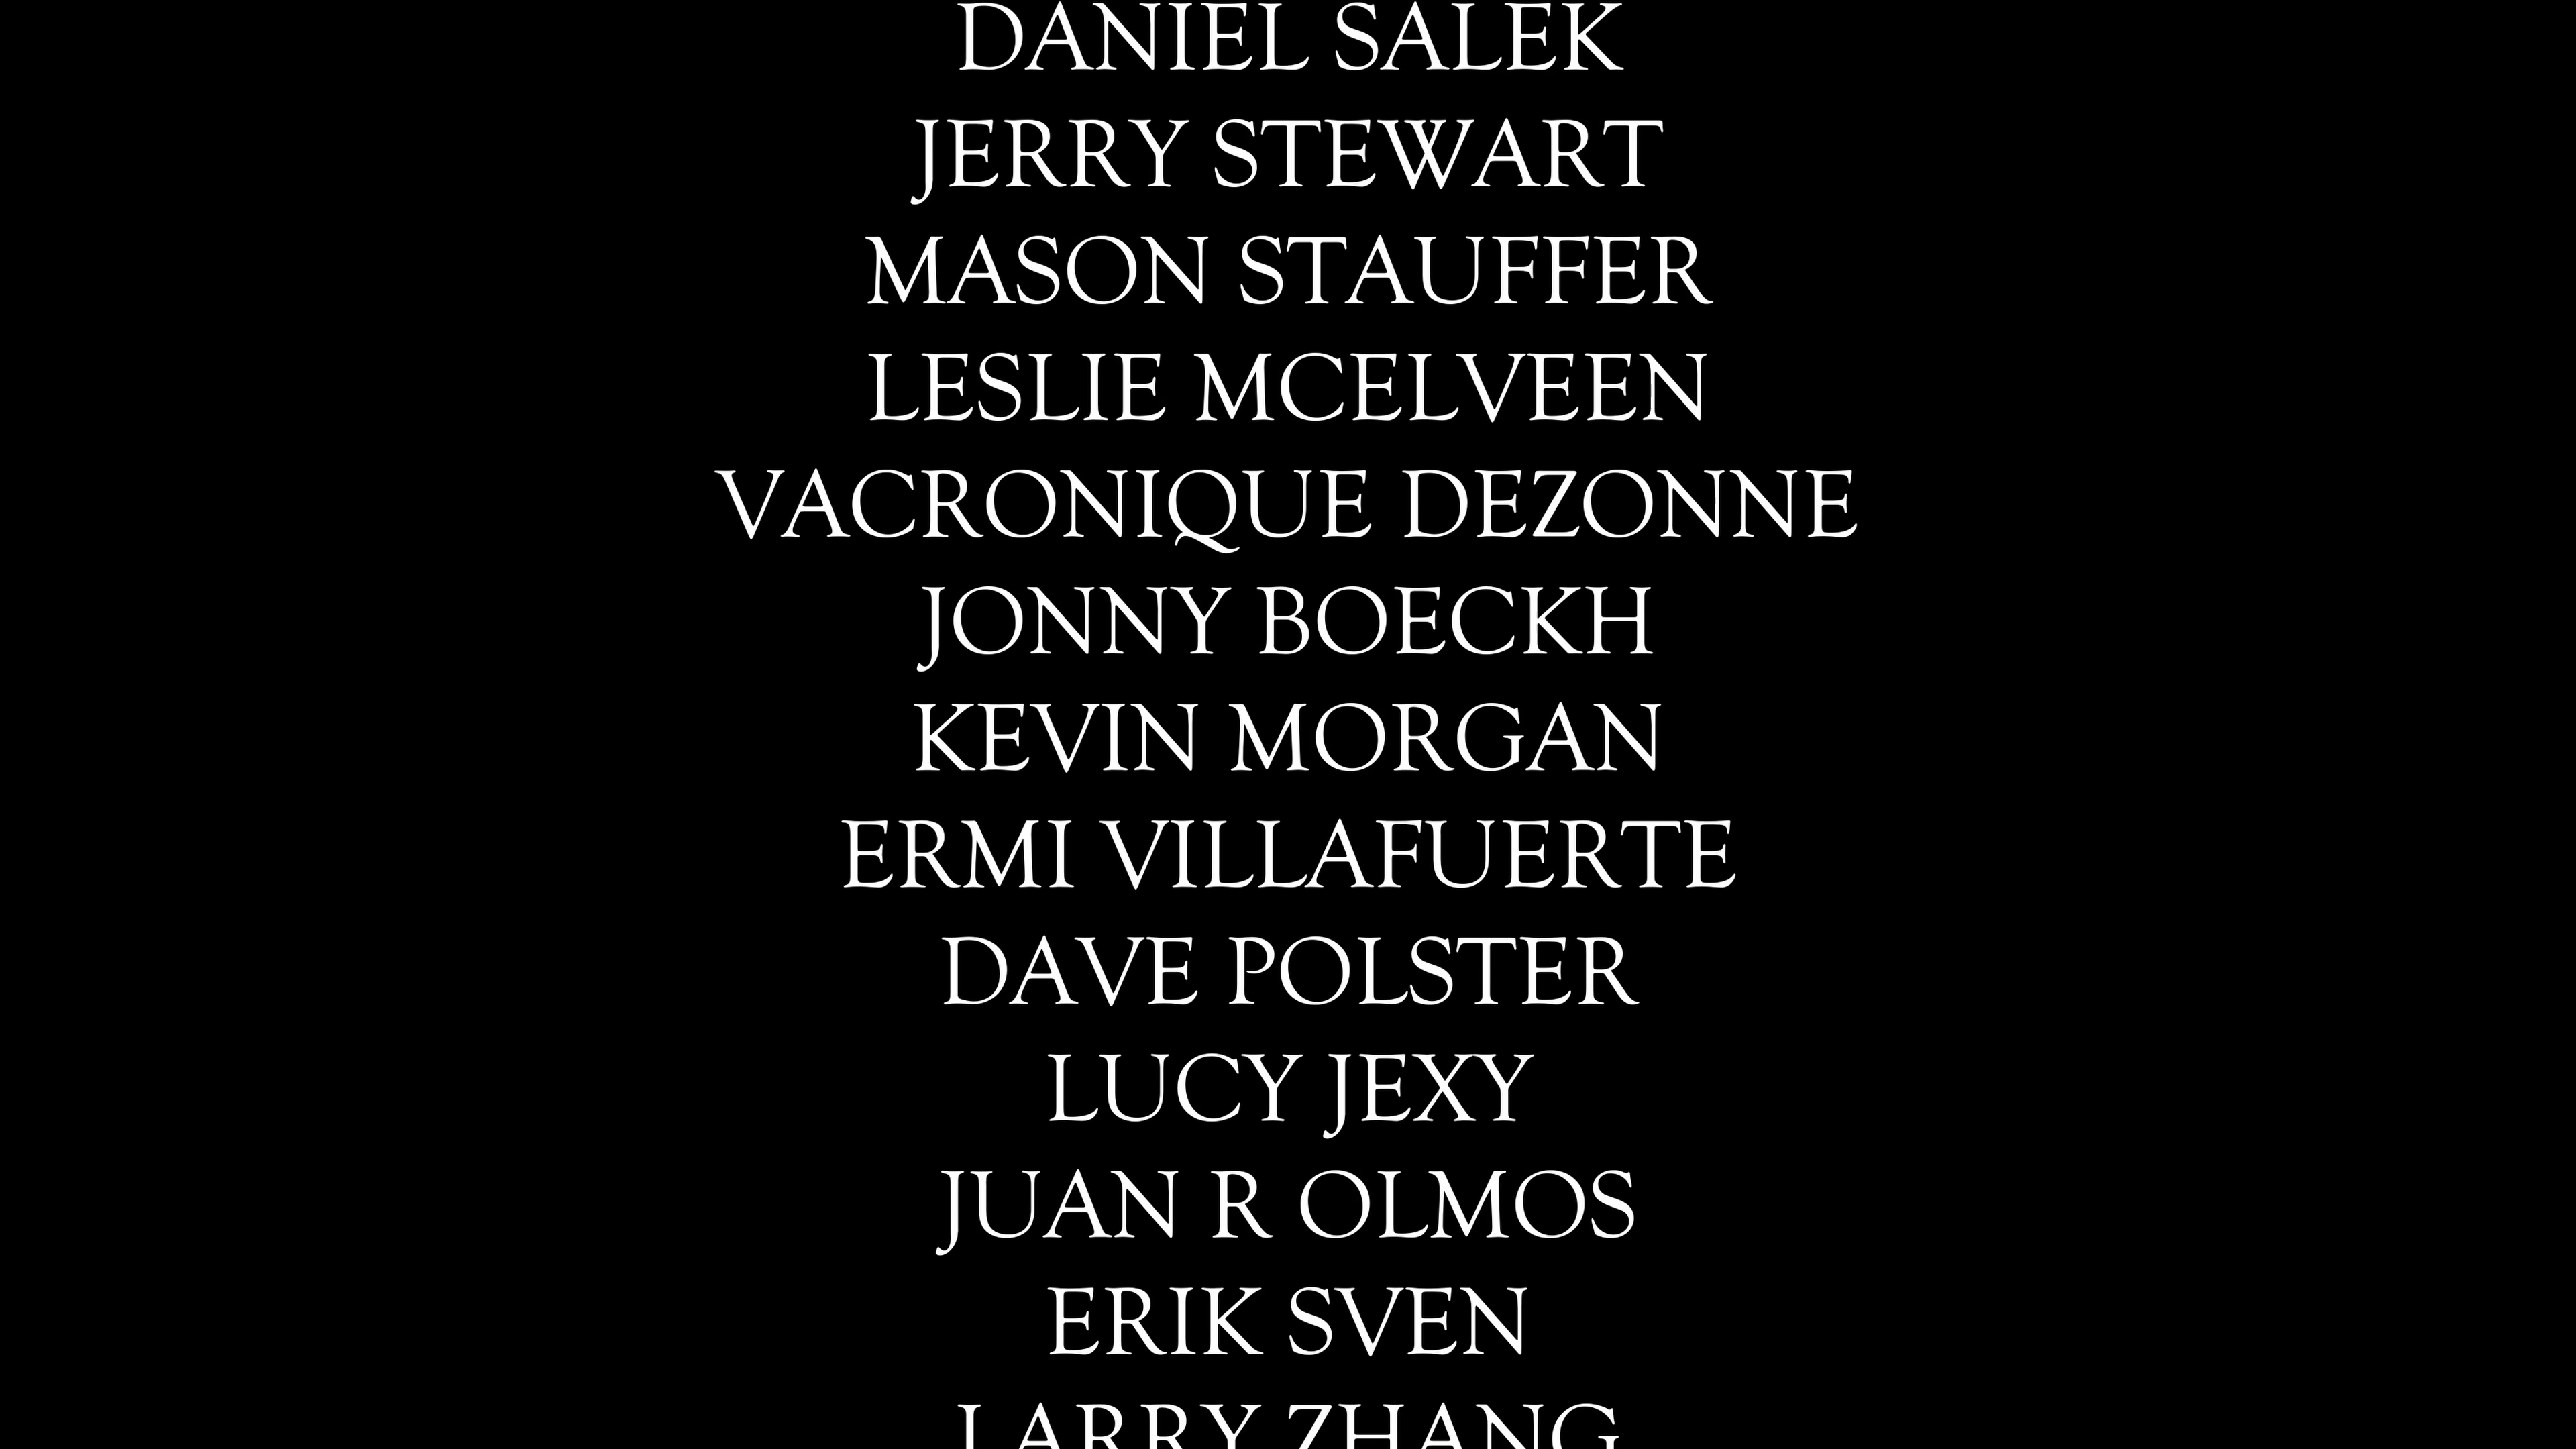 DANIEL SALEK
JERRY STEWART
MASON STAUFFER
LESLIE MCELVEEN
VACRONIQUE DEZONNE
JONNY BOECKH
KEVIN MORGAN
ERMI VILLAFUERTE
DAVE POLSTER
LUCY JEXY
JUAN R OLMOS
ERIK SVEN
LARRY ZHANG